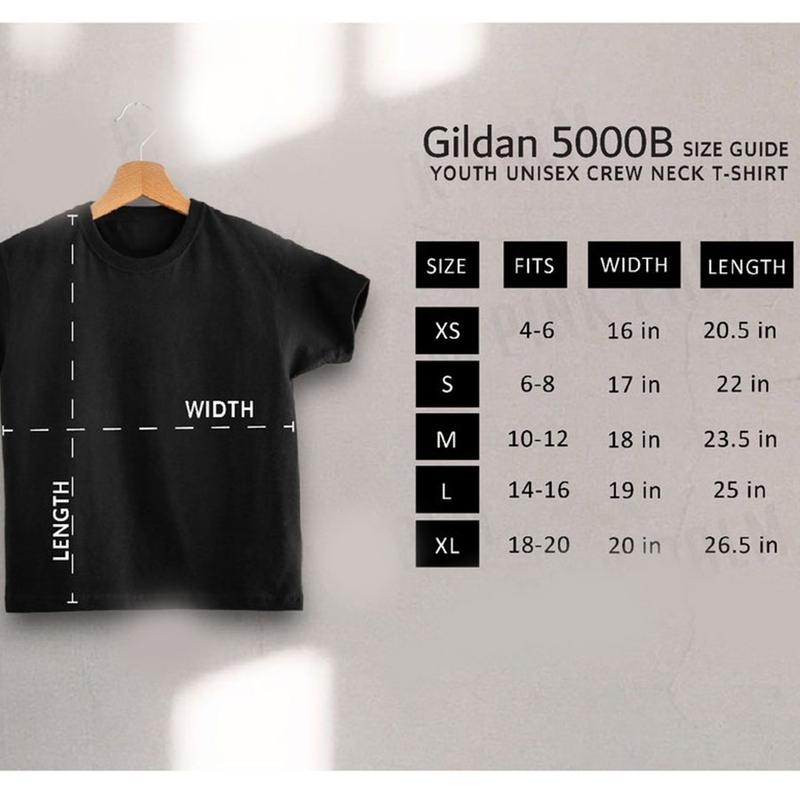 Gildan 5000B SIZE GUIDE
YOUTH UNISEX CREW NECK T-SHIRT
SIZE FITS WIDTH LENGTH
XS 4-6 16 in 20.5 in
S 6-8 17 in 22 in
M 10-12 18 in 23.5 in
L 14-16 19 in 25 in
XL 18-20 20 in 26.5 in
WIDTH
LENGTH